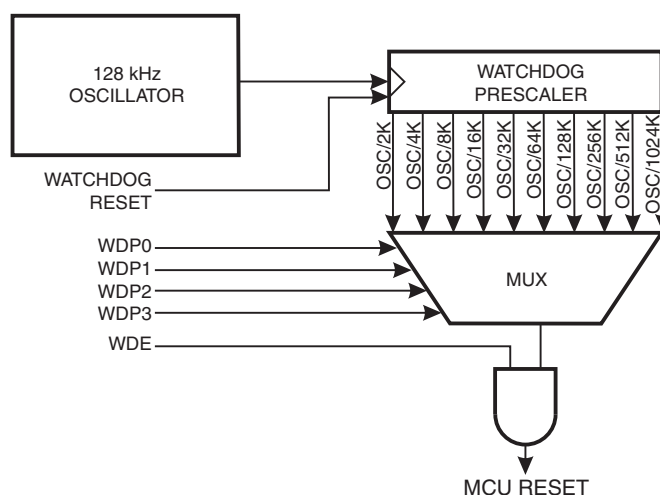 128 kHz
OSCILLATOR
WATCHDOG
PRESCALER
OSC/2K
OSC/4K
OSC/8K
OSC/16K
OSC/32K
OSC/64K
OSC/128K
OSC/256K
OSC/512K
OSC/1024K
WATCHDOG
RESET
WDP0
WDP1
WDP2
WDP3
WDE
MUX
MCU RESET